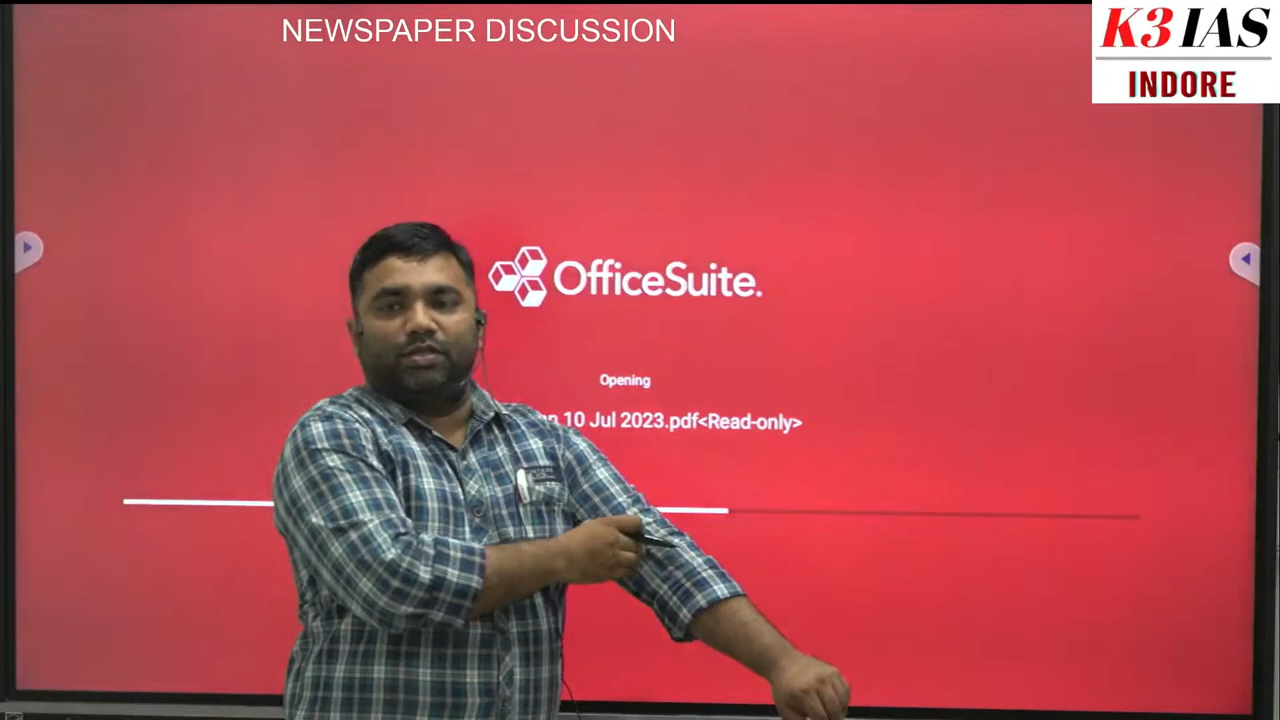 NEWSPAPER DISCUSSION
K3 IAS
INDORE
OfficeSuite.
Opening
10 Jul 2023.pdf<Read-only>